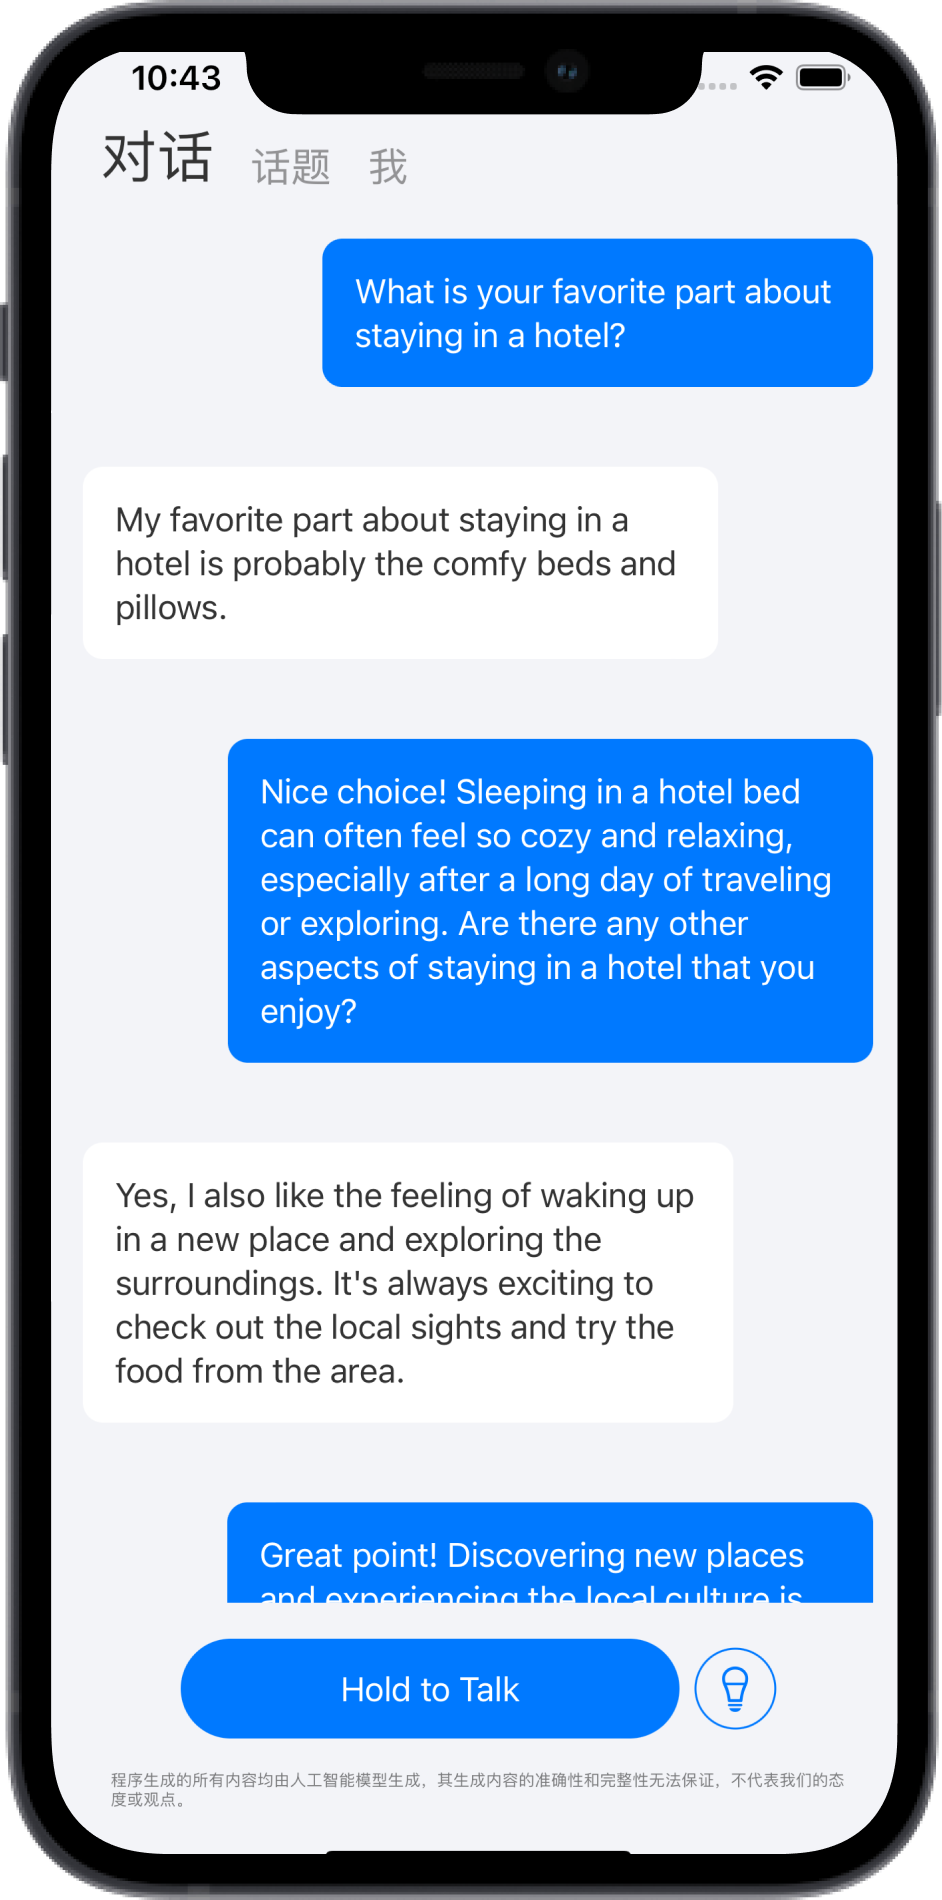 10:43
对话 话题 我
What is your favorite part about
staying in a hotel?
My favorite part about staying in a
hotel is probably the comfy beds and
pillows.
Nice choice! Sleeping in a hotel bed
can often feel so cozy and relaxing,
especially after a long day of traveling
or exploring. Are there any other
aspects of staying in a hotel that you
enjoy?
Yes, I also like the feeling of waking up
in a new place and exploring the
surroundings. It's always exciting to
check out the local sights and try the
food from the area.
Great point! Discovering new places
and experiencing the local culture is
Hold to Talk
程序生成的所有内容均由人工智能模型生成，其生成内容的准确性和完整性无法保证，不代表我们的态
度或观点。